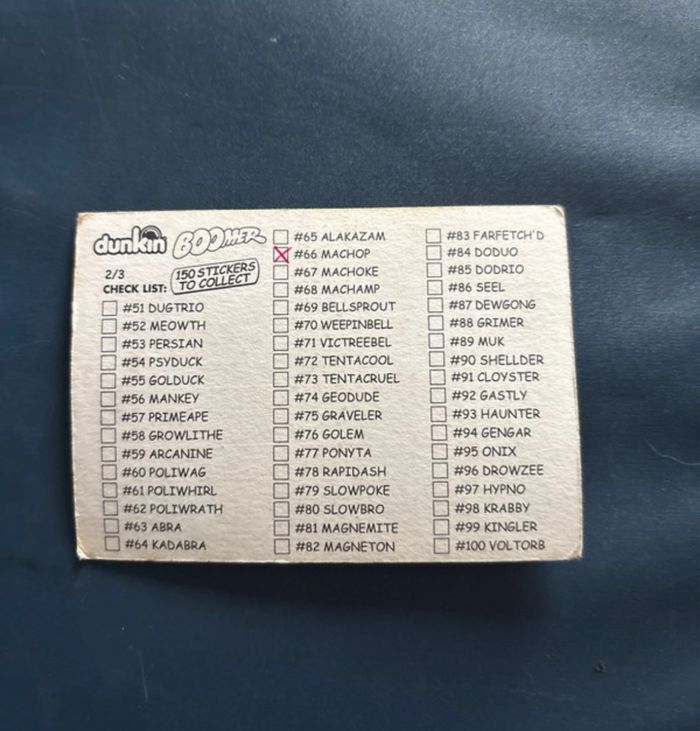 dunkin BOOMER
2/3
CHECK LIST:
150 STICKERS
TO COLLECT
#51 DUGTRIO
#52 MEOWTH
#53 PERSIAN
#54 PSYDUCK
#55 GOLDUCK
#56 MANKEY
#57 PRIMEAPE
#58 GROWLITHE
#59 ARCANINE
#60 POLIWAG
#61 POLIWHIRL
#62 POLIWRATH
#63 ABRA
#64 KADABRA
#65 ALAKAZAM
#66 MACHOP
#67 MACHOKE
#68 MACHAMP
#69 BELLSPROUT
#70 WEEPINBELL
#71 VICTREEBEL
#72 TENTACOOL
#73 TENTACRUEL
#74 GEODUDE
#75 GRAVELER
#76 GOLEM
#77 PONYTA
#78 RAPIDASH
#79 SLOWPOKE
#80 SLOWBRO
#81 MAGNEMITE
#82 MAGNETON
#83 FARFETCH'D
#84 DODUO
#85 DODRIO
#86 SEEL
#87 DEWGONG
#88 GRIMER
#89 MUK
#90 SHELLDER
#91 CLOYSTER
#92 GASTLY
#93 HAUNTER
#94 GENGAR
#95 ONIX
#96 DROWZEE
#97 HYPNO
#98 KRABBY
#99 KINGLER
#100 VOLTORB